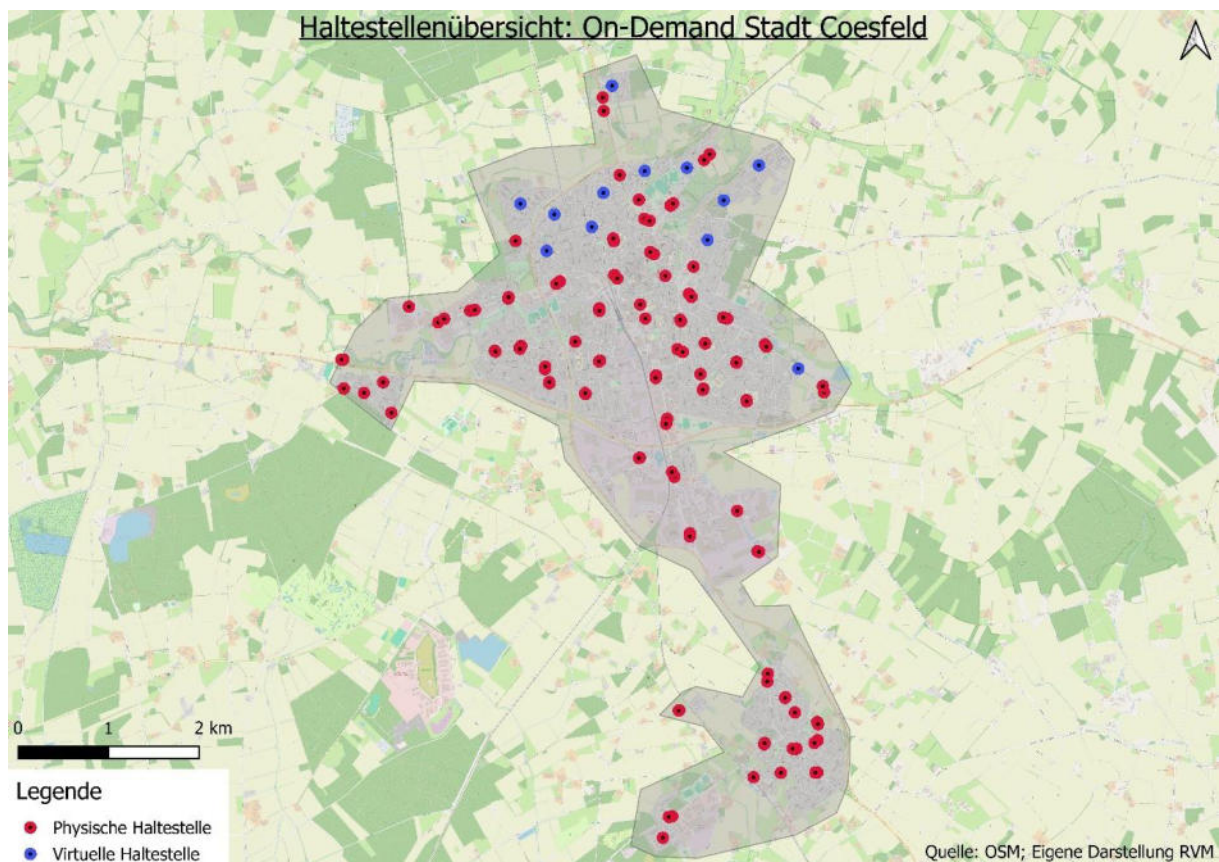 Haltestellenübersicht: On-Demand Stadt Coesfeld
0 1 2 km
Legende
Physische Haltestelle
Virtuelle Haltestelle
Quelle: OSM; Eigene Darstellung RVM